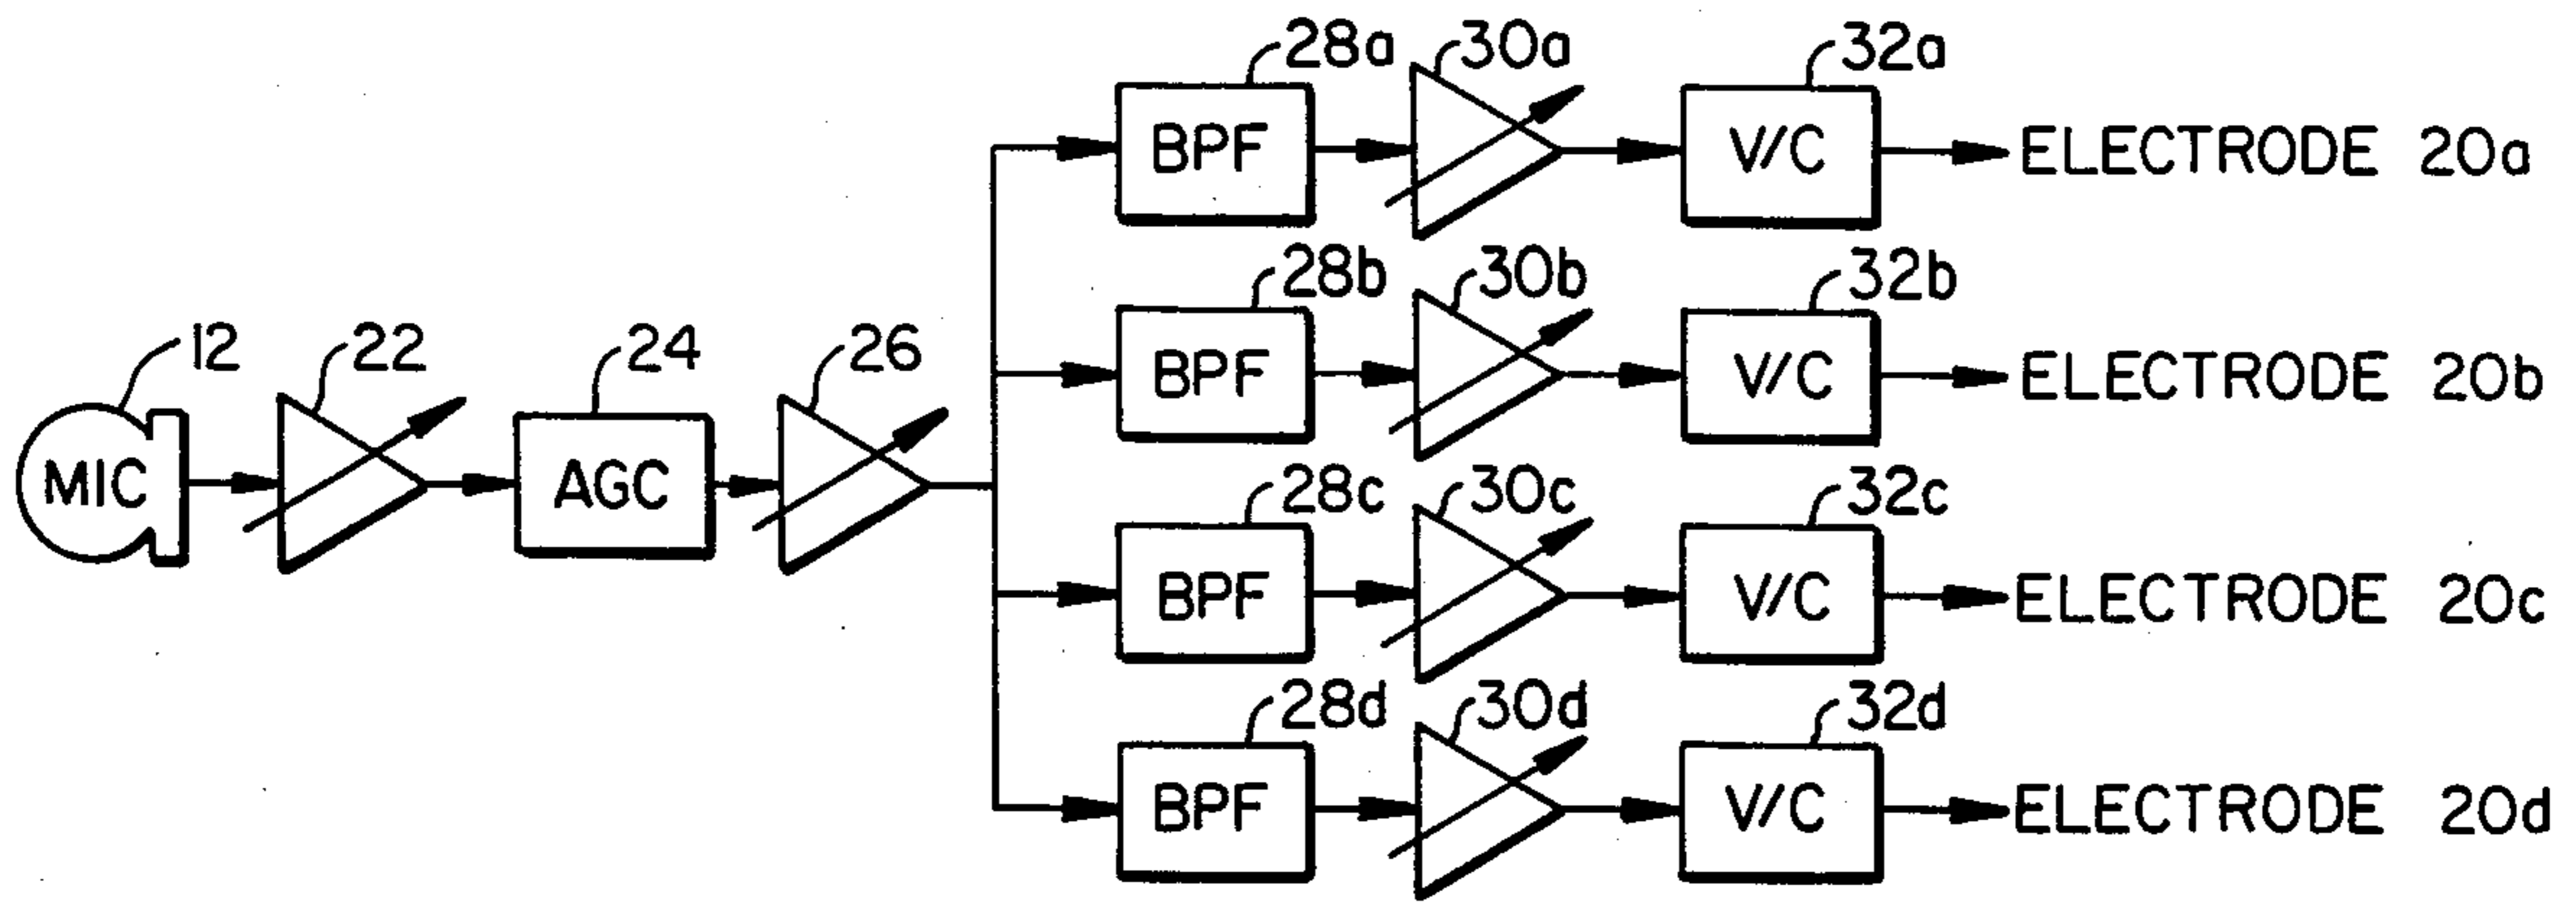 28a 30a 32a
BPF V/C ELECTRODE 20a
28b 30b 32b
BPF V/C ELECTRODE 20b
12 22 24 26
MIC AGC
28c 30c 32c
BPF V/C ELECTRODE 20c
28d 30d 32d
BPF V/C ELECTRODE 20d